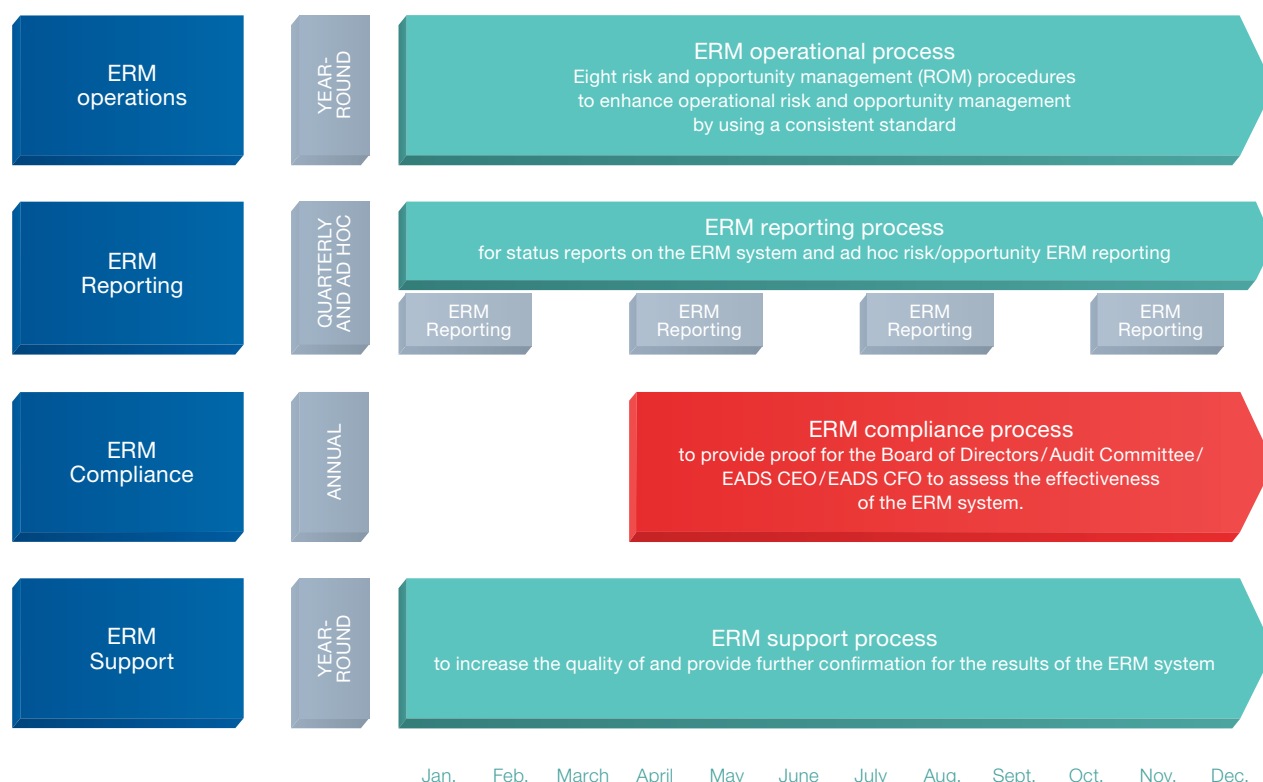 ERM
operations
YEAR-
ROUND
ERM operational process
Eight risk and opportunity management (ROM) procedures
to enhance operational risk and opportunity management
by using a consistent standard
ERM
Reporting
QUARTERLY
AND AD HOC
ERM reporting process
for status reports on the ERM system and ad hoc risk/opportunity ERM reporting
ERM
Reporting
ERM
Reporting
ERM
Reporting
ERM
Reporting
ERM
Compliance
ANNUAL
ERM compliance process
to provide proof for the Board of Directors/Audit Committee/
EADS CEO/EADS CFO to assess the effectiveness
of the ERM system.
ERM
Support
YEAR-
ROUND
ERM support process
to increase the quality of and provide further confirmation for the results of the ERM system
Jan. Feb. March April May June July Aug. Sept. Oct. Nov. Dec.